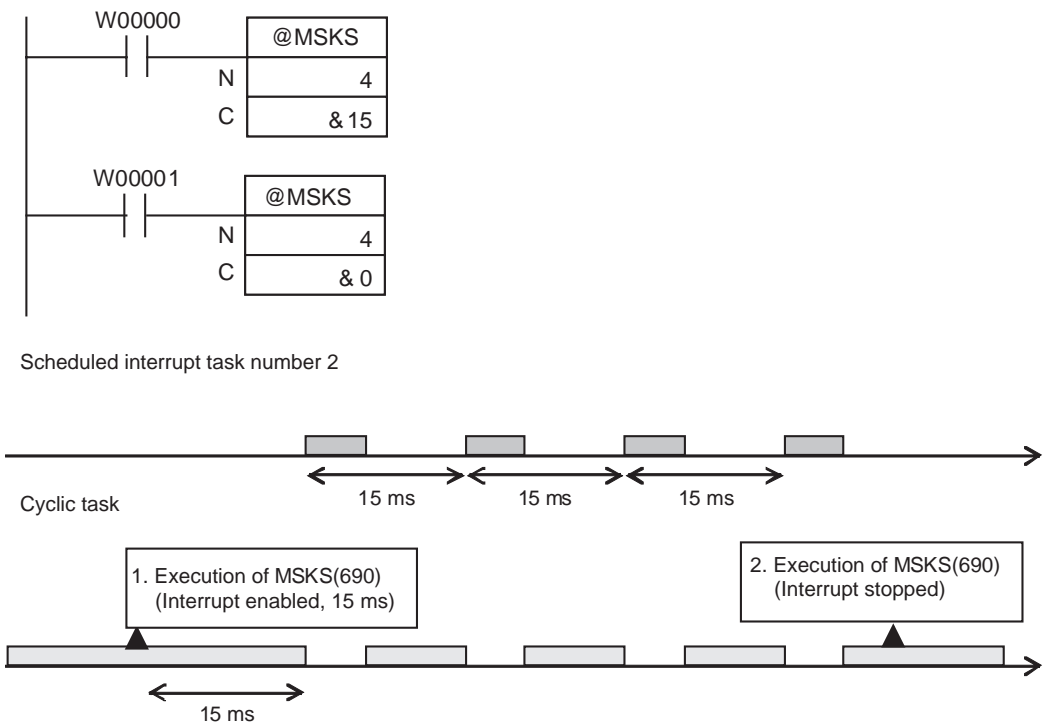 W00000
@MSKS
N 4
C &15
W00001
@MSKS
N 4
C &0
Scheduled interrupt task number 2
15 ms 15 ms 15 ms
Cyclic task
1. Execution of MSKS(690)
(Interrupt enabled, 15 ms)
2. Execution of MSKS(690)
(Interrupt stopped)
15 ms